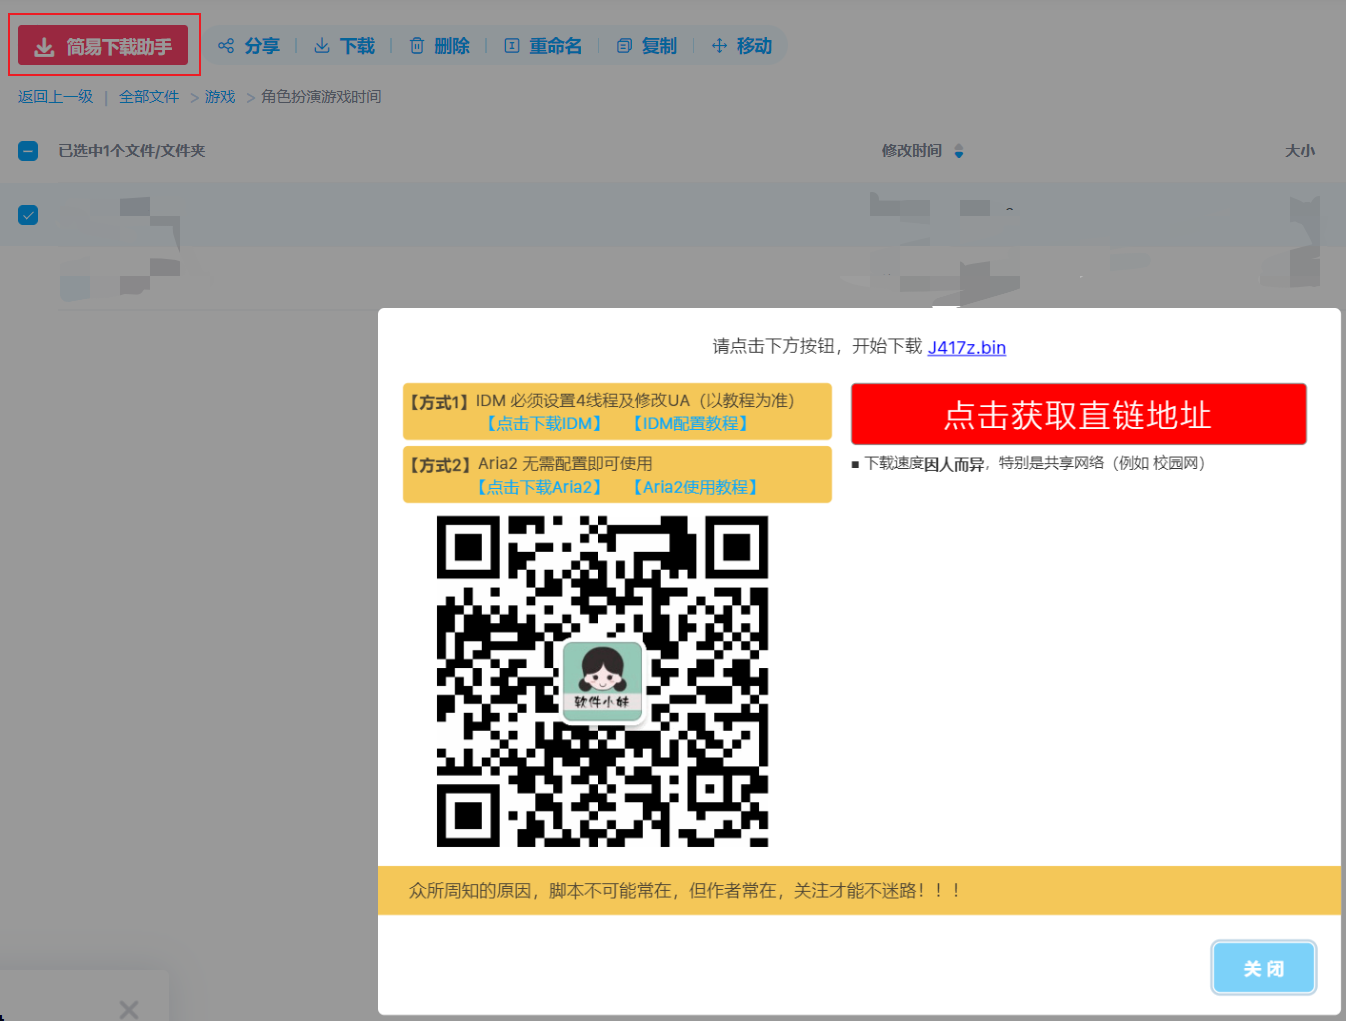 简易下载助手 分享 下载 删除 重命名 复制 移动
返回上一级 | 全部文件 > 游戏 > 角色扮演游戏时间
已选中1个文件/文件夹 修改时间 大小
请点击下方按钮，开始下载 J417z.bin
【方式1】IDM 必须设置4线程及修改UA（以教程为准）
【点击下载IDM】 【IDM配置教程】
【方式2】Aria2 无需配置即可使用
【点击下载Aria2】 【Aria2使用教程】
点击获取直链地址
■ 下载速度因人而异，特别是共享网络（例如 校园网）
软件小妹
众所周知的原因，脚本不可能常在，但作者常在，关注才能不迷路！！！
关 闭